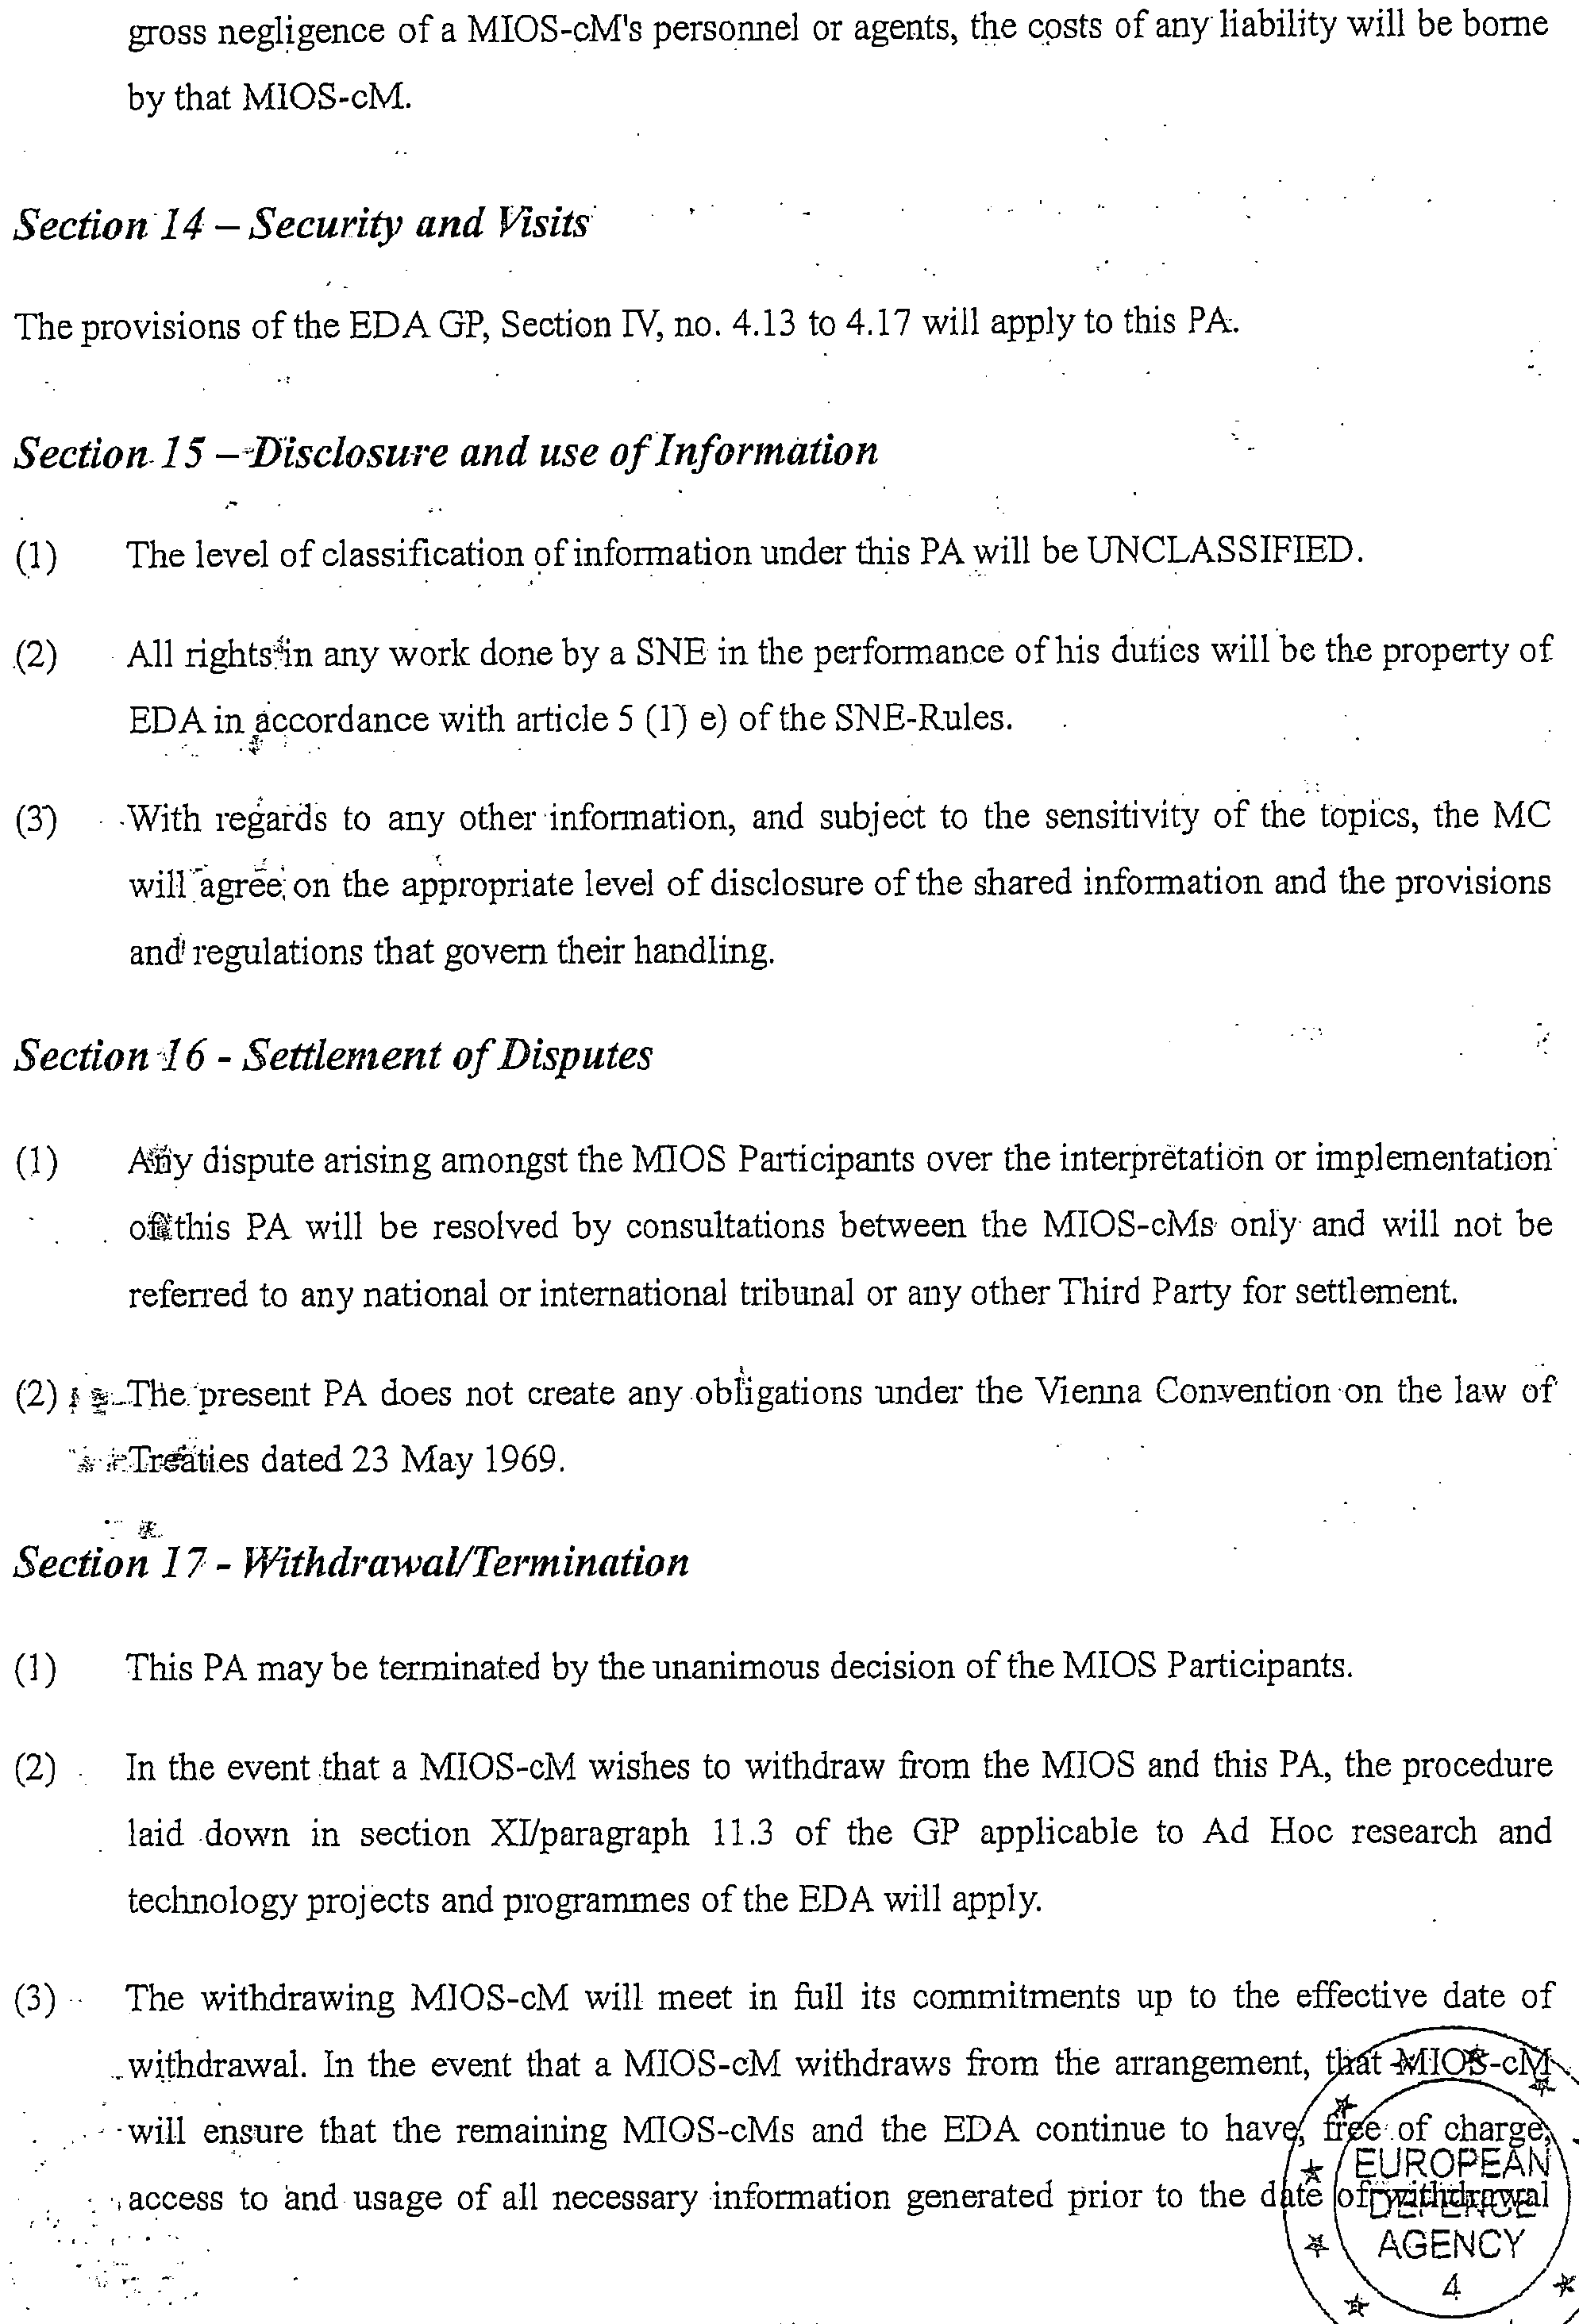 gross negligence of a MIOS-cM's personnel or agents, the costs of any liability will be borne
by that MIOS-cM.
Section 14 – Security and Visits
The provisions of the EDA GP, Section IV, no. 4.13 to 4.17 will apply to this PA.
Section 15 – Disclosure and use of Information
(1) The level of classification of information under this PA will be UNCLASSIFIED.
(2) All rights in any work done by a SNE in the performance of his duties will be the property of
EDA in accordance with article 5 (1) e) of the SNE-Rules.
(3) With regards to any other information, and subject to the sensitivity of the topics, the MC
will agree on the appropriate level of disclosure of the shared information and the provisions
and regulations that govern their handling.
Section 16 - Settlement of Disputes
(1) Any dispute arising amongst the MIOS Participants over the interpretation or implementation
of this PA will be resolved by consultations between the MIOS-cMs only and will not be
referred to any national or international tribunal or any other Third Party for settlement.
(2) The present PA does not create any obligations under the Vienna Convention on the law of
Treaties dated 23 May 1969.
Section 17 - Withdrawal/Termination
(1) This PA may be terminated by the unanimous decision of the MIOS Participants.
(2) In the event that a MIOS-cM wishes to withdraw from the MIOS and this PA, the procedure
laid down in section XI/paragraph 11.3 of the GP applicable to Ad Hoc research and
technology projects and programmes of the EDA will apply.
(3) The withdrawing MIOS-cM will meet in full its commitments up to the effective date of
withdrawal. In the event that a MIOS-cM withdraws from the arrangement, that MIOS-cM
will ensure that the remaining MIOS-cMs and the EDA continue to have, free of charge,
access to and usage of all necessary information generated prior to the date of withdrawal
EUROPEAN
DEFENCE
AGENCY
4